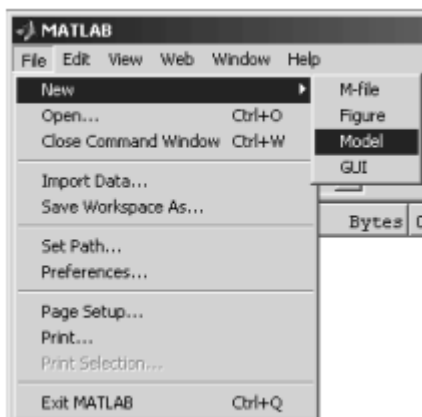 MATLAB
File Edit View Web Window Help
New
M-file
Open... Ctrl+O
Figure
Close Command Window Ctrl+W
Model
GUI
Import Data...
Save Workspace As...
Bytes
Set Path...
Preferences...
Page Setup...
Print...
Print Selection...
Exit MATLAB Ctrl+Q